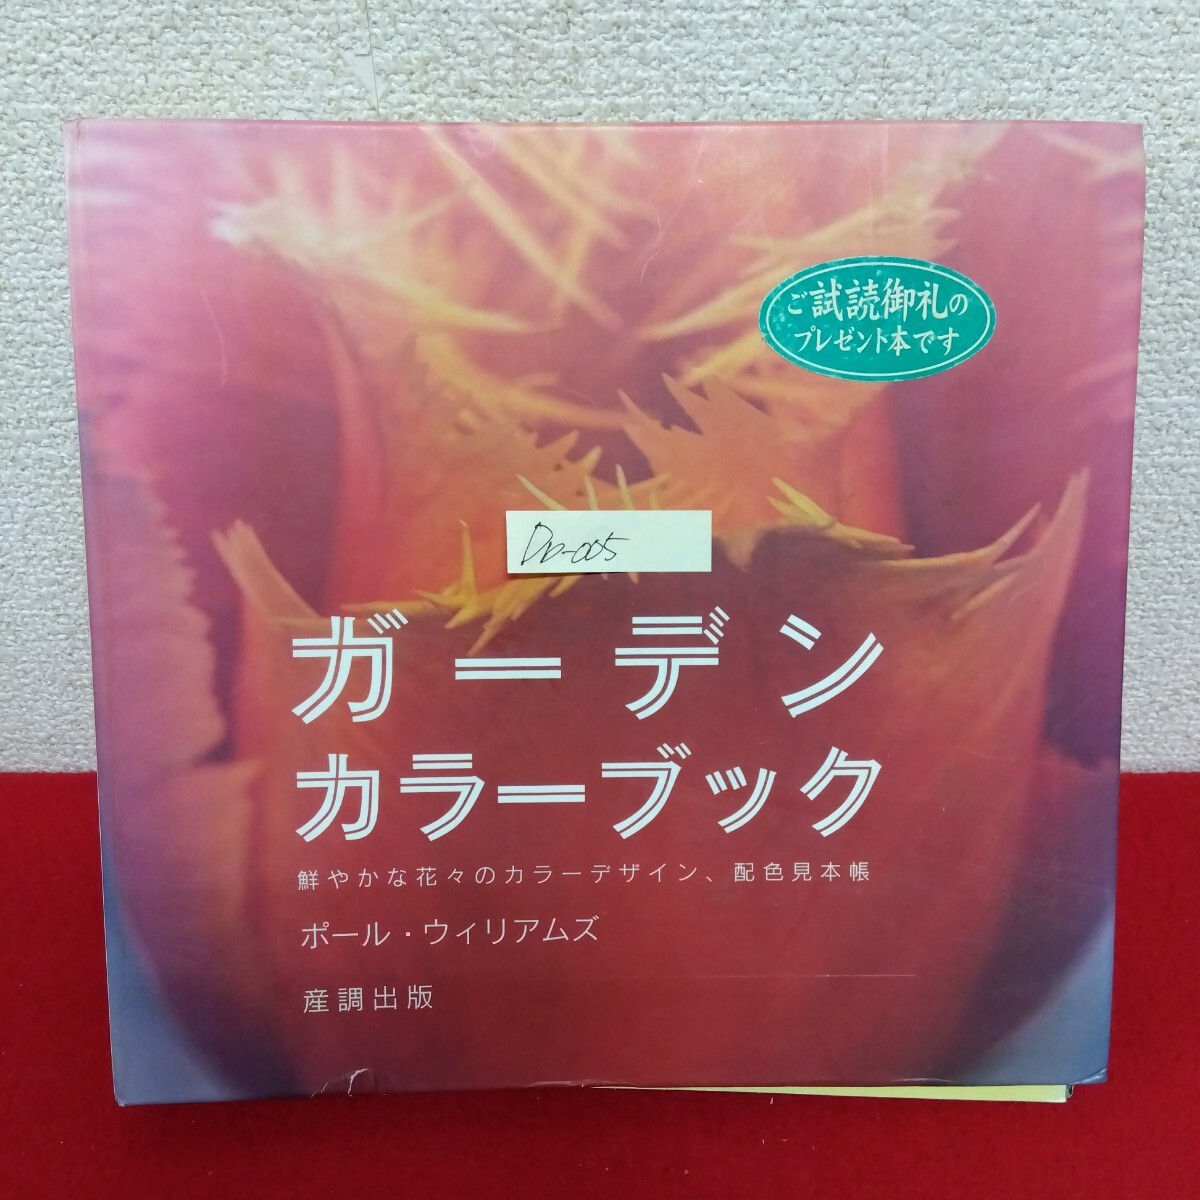 ご試読御礼の
プレゼント本です
Dp-005
ガーデン
カラーブック
鮮やかな花々のカラーデザイン、配色見本帳
ポール・ウィリアムズ
産調出版